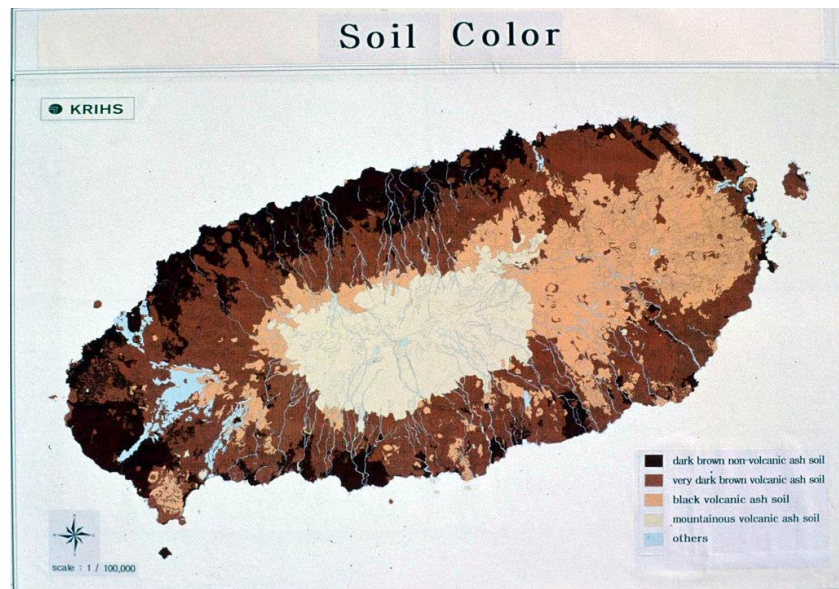 Soil Color
KRIHS
dark brown non-volcanic ash soil
very dark brown volcanic ash soil
black volcanic ash soil
mountainous volcanic ash soil
others
scale : 1 / 100,000